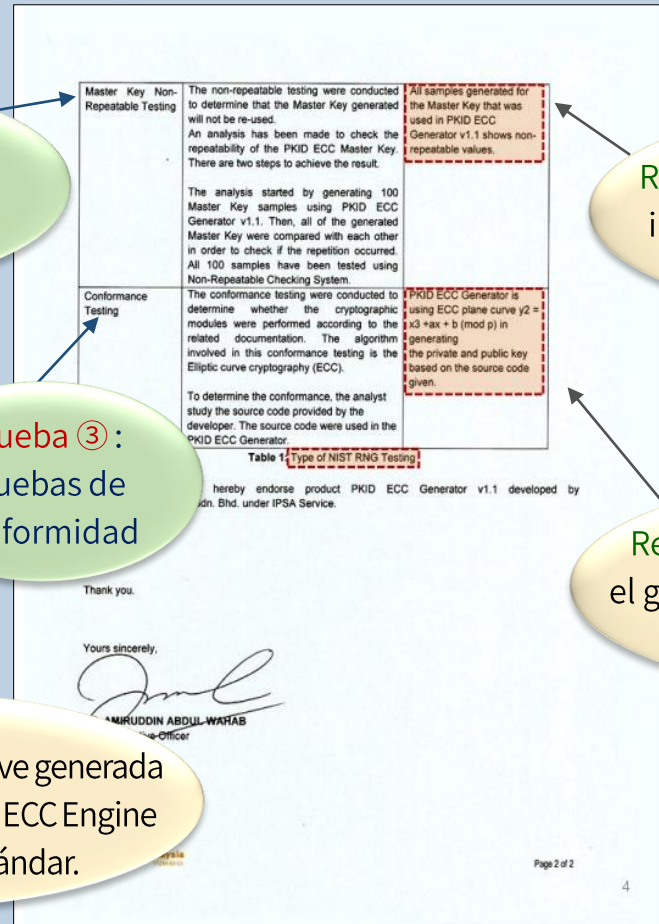 Master Key Non-
Repeatable Testing
The non-repeatable testing were conducted
to determine that the Master Key generated
will not be re-used.
An analysis has been made to check the
repeatability of the PKID ECC Master Key.
There are two steps to achieve the result.
The analysis started by generating 100
Master Key samples using PKID ECC
Generator v1.1. Then, all of the generated
Master Key were compared with each other
in order to check if the repetition occurred.
All 100 samples have been tested using
Non-Repeatable Checking System.
All samples generated for
the Master Key that was
used in PKID ECC
Generator v1.1 shows non-
repeatable values.
Conformance
Testing
The conformance testing were conducted to
determine whether the cryptographic
modules were performed according to the
related documentation. The algorithm
involved in this conformance testing is the
Elliptic curve cryptography (ECC).
To determine the conformance, the analyst
study the source code provided by the
developer. The source code were used in the
PKID ECC Generator.
PKID ECC Generator is
using ECC plane curve y2 =
x3 +ax + b (mod p) in
generating
the private and public key
based on the source code
given.
Table 1: Type of NIST RNG Testing
hereby endorse product PKID ECC Generator v1.1 developed by
dn. Bhd. under IPSA Service.
ueba ③ :
uebas de
formidad
R
i
Re
el g
Thank you.
Yours sincerely,
AMIRUDDIN ABDUL WAHAB
Officer
ve generada
ECC Engine
ándar.
Page 2 of 2
4